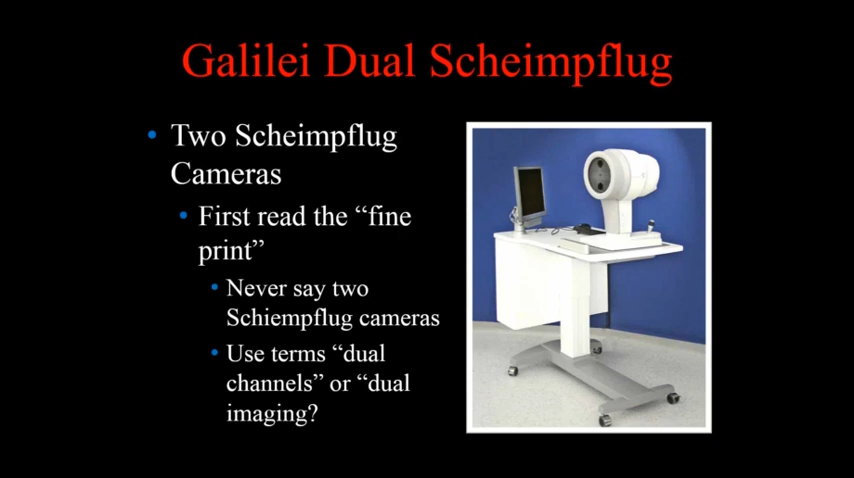 Galilei Dual Scheimpflug
• Two Scheimpflug
Cameras
• First read the “fine
print”
• Never say two
Schiempflug cameras
• Use terms “dual
channels” or “dual
imaging?